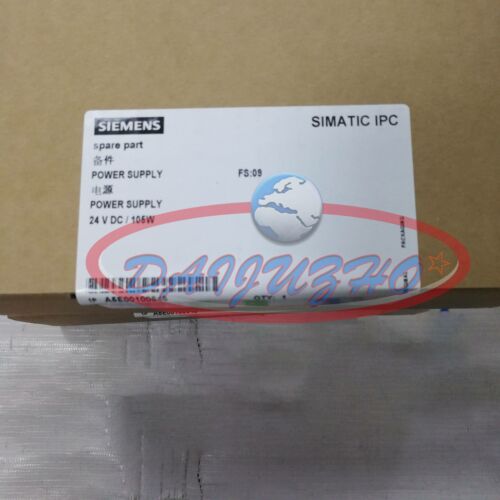 SIEMENS
SIMATIC IPC
spare part
备件
POWER SUPPLY
FS:09
电源
POWER SUPPLY
24 V DC / 105W
DAIJUZHO
QTY